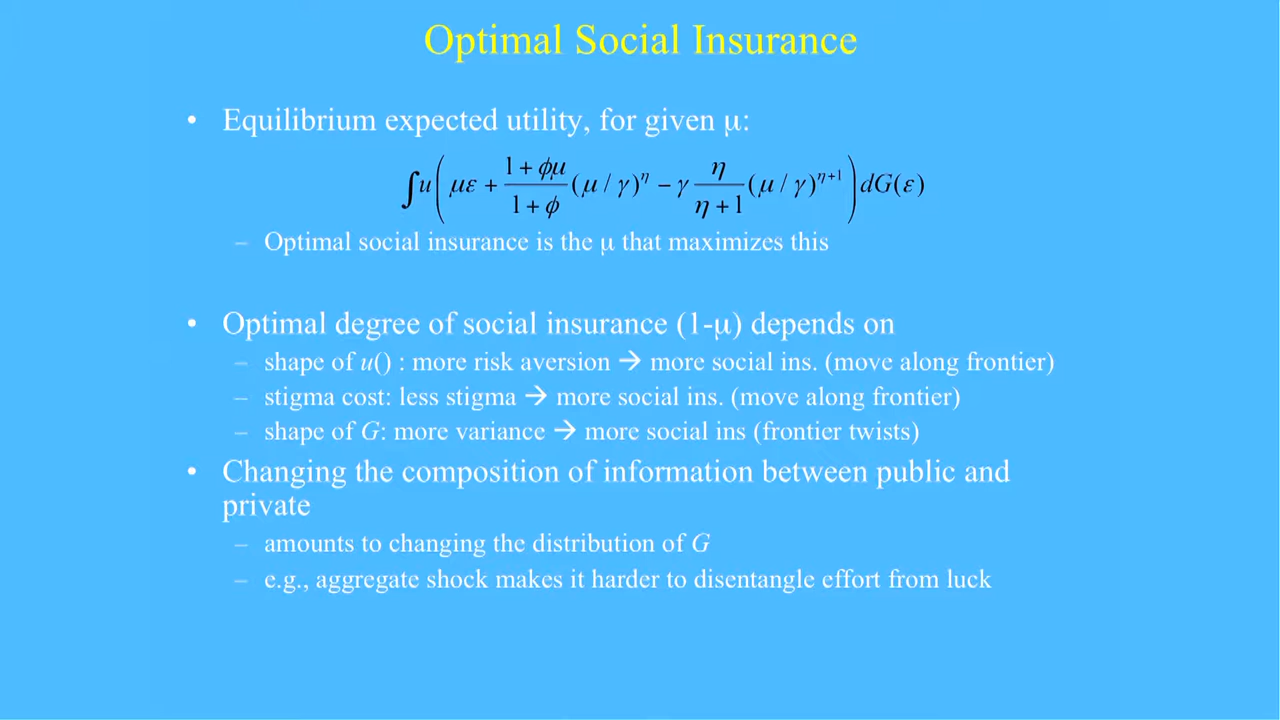 Optimal Social Insurance
• Equilibrium expected utility, for given μ:
∫u(με + (1 + ϕμ)/(1 + ϕ) (μ / γ)^η − γ η/(η + 1) (μ / γ)^(η+1)) dG(ε)
– Optimal social insurance is the μ that maximizes this
• Optimal degree of social insurance (1-μ) depends on
– shape of u() : more risk aversion → more social ins. (move along frontier)
– stigma cost: less stigma → more social ins. (move along frontier)
– shape of G: more variance → more social ins (frontier twists)
• Changing the composition of information between public and
private
– amounts to changing the distribution of G
– e.g., aggregate shock makes it harder to disentangle effort from luck